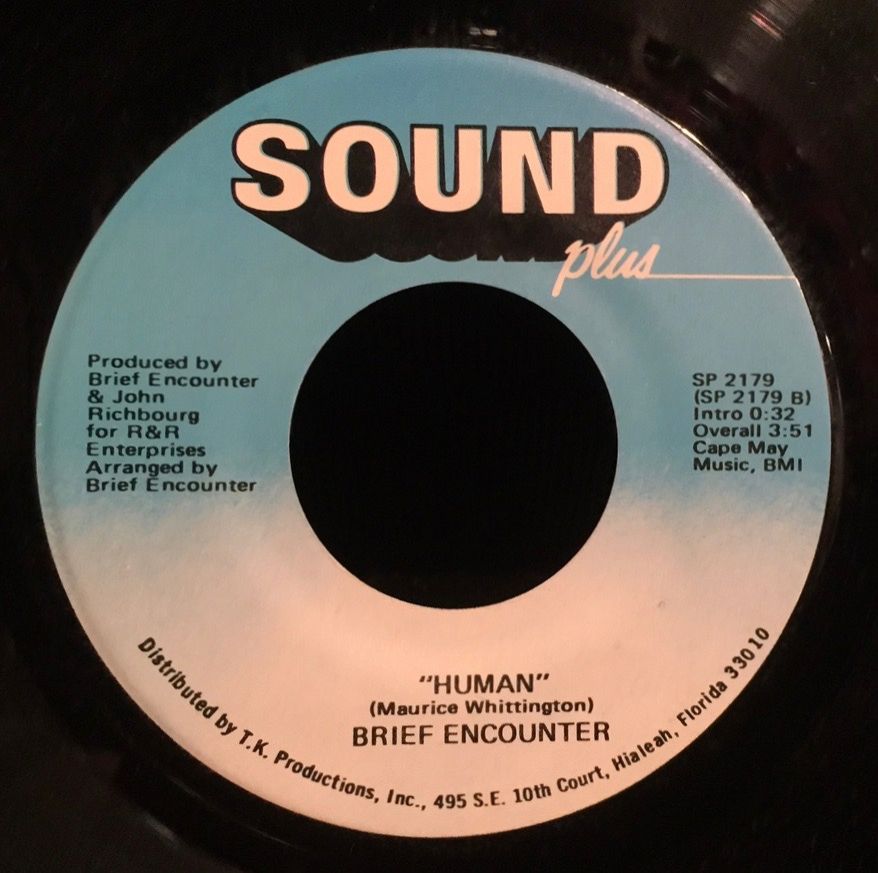 SOUND
plus
Produced by
Brief Encounter
& John
Richbourg
for R&R
Enterprises
Arranged by
Brief Encounter
SP 2179
(SP 2179 B)
Intro 0:32
Overall 3:51
Cape May
Music, BMI
"HUMAN"
(Maurice Whittington)
BRIEF ENCOUNTER
Distributed by T.K. Productions, Inc., 495 S.E. 10th Court, Hialeah, Florida 33010